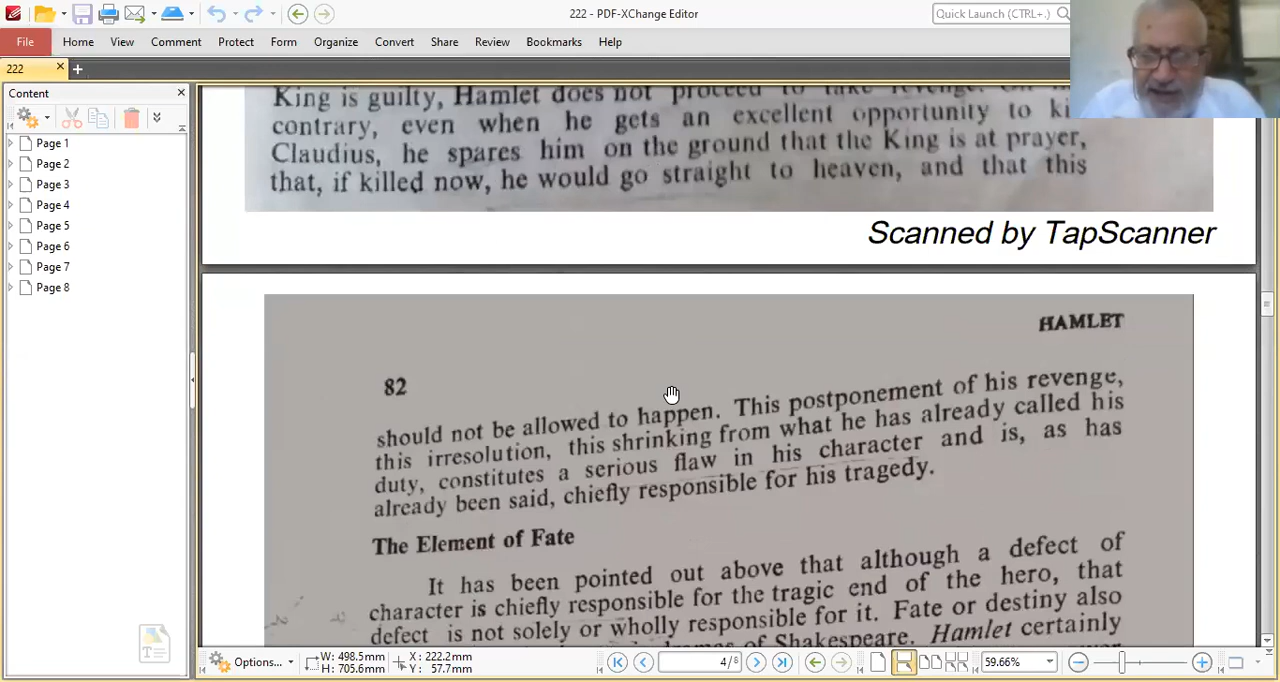 222 - PDF-XChange Editor
Quick Launch (CTRL+.)
File Home View Comment Protect Form Organize Convert Share Review Bookmarks Help
222
Content
Page 1
Page 2
Page 3
Page 4
Page 5
Page 6
Page 7
Page 8
King is guilty, Hamlet does not proceed to take revenge.
contrary, even when he gets an excellent opportunity to
Claudius, he spares him on the ground that the King is at prayer,
that, if killed now, he would go straight to heaven, and that this
Scanned by TapScanner
HAMLET
82
should not be allowed to happen. This postponement of his revenge,
this irresolution, this shrinking from what he has already called his
duty, constitutes a serious flaw in his character and is, as has
already been said, chiefly responsible for his tragedy.
The Element of Fate
It has been pointed out above that although a defect of
character is chiefly responsible for the tragic end of the hero, that
defect is not solely or wholly responsible for it. Fate or destiny also
of Shakespeare. Hamlet certainly
Options...
W: 498.5mm
H: 705.6mm
X: 222.2mm
Y: 57.7mm
4/8
59.66%